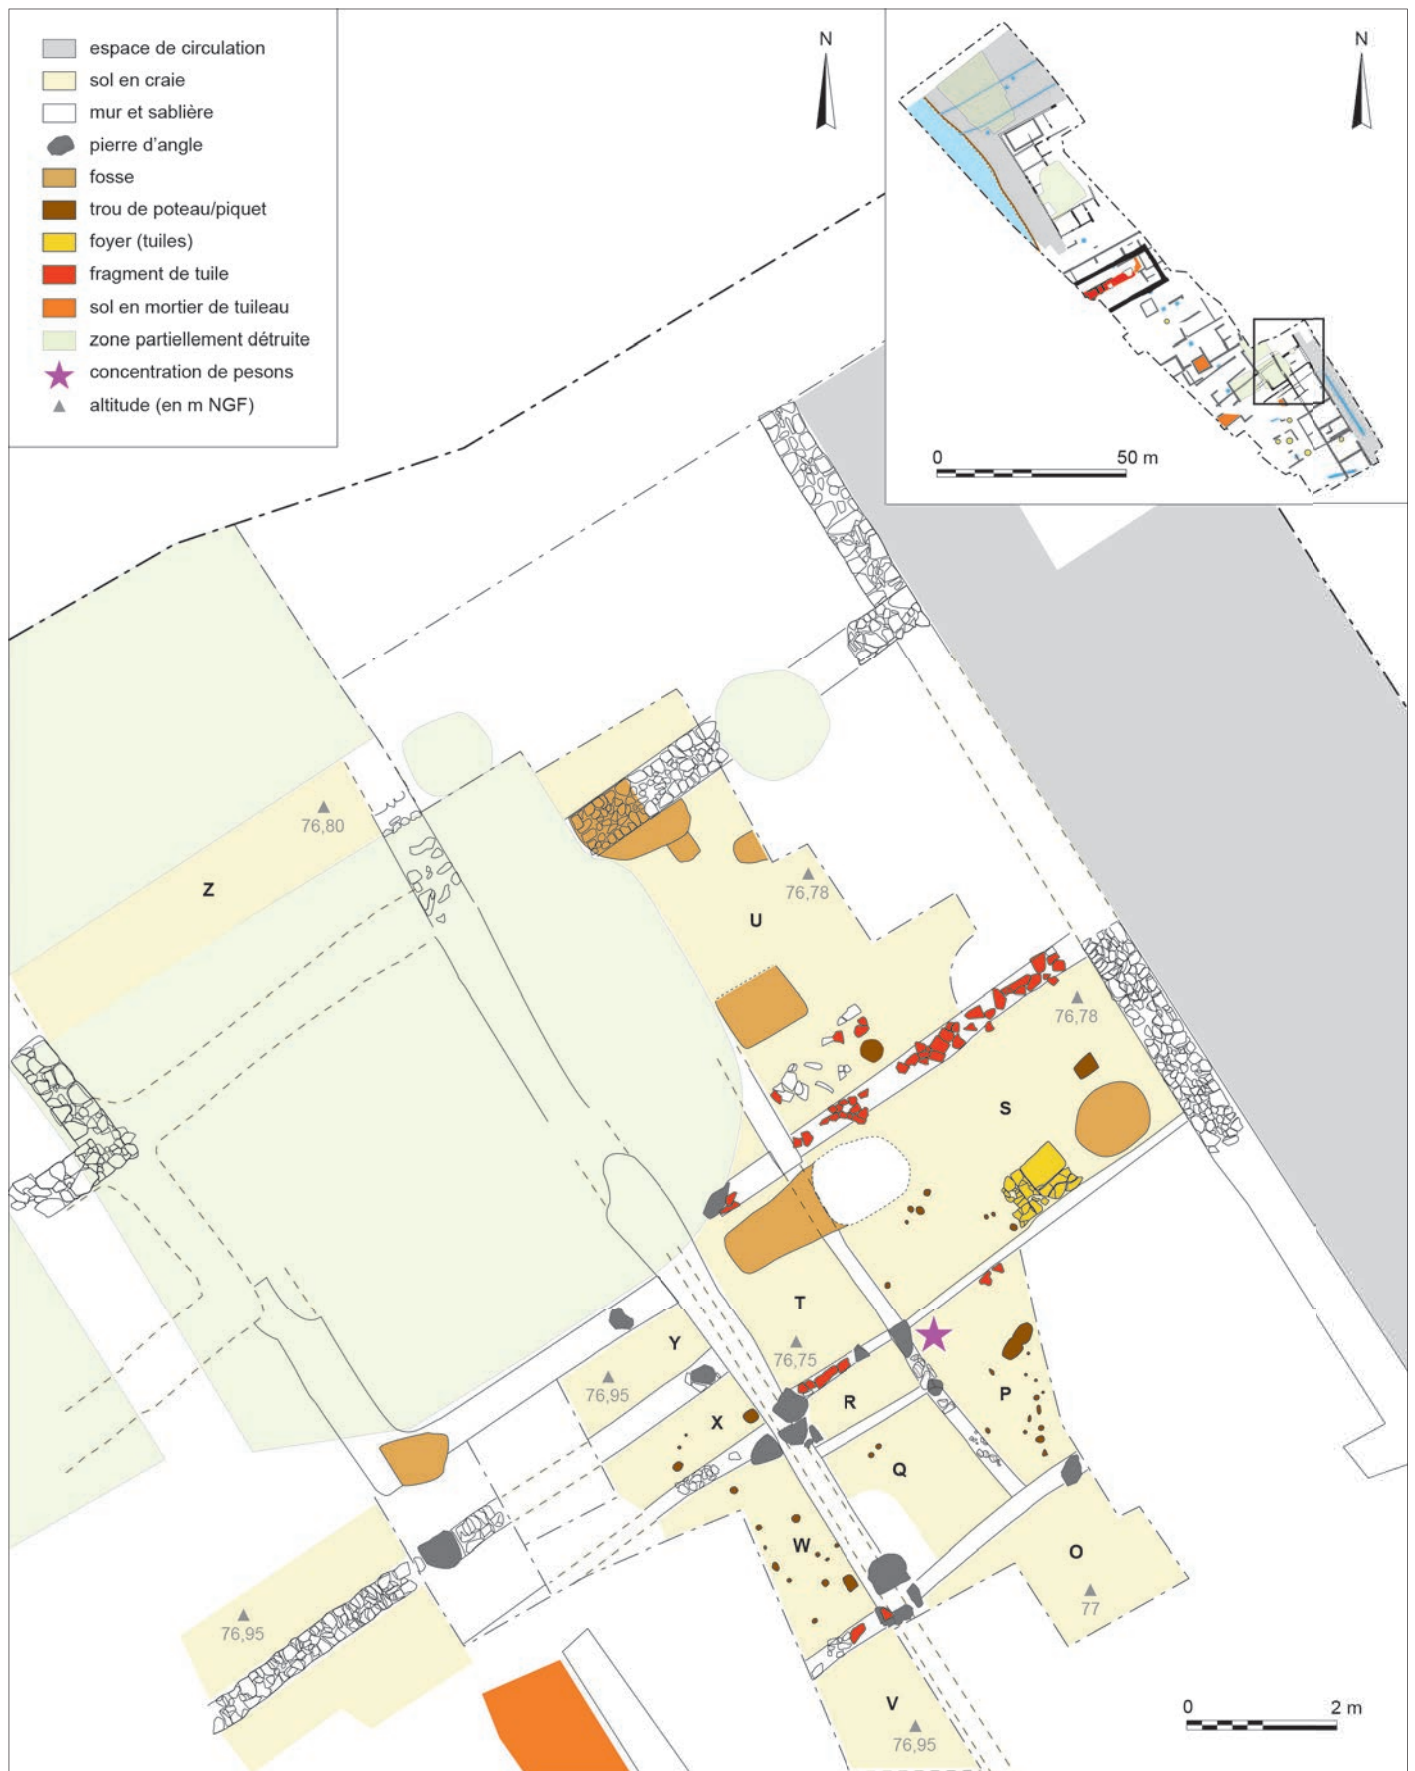 espace de circulation
sol en craie
mur et sablière
pierre d'angle
fosse
trou de poteau/piquet
foyer (tuiles)
fragment de tuile
sol en mortier de tuileau
zone partiellement détruite
concentration de pesons
altitude (en m NGF)
N
N
0 50 m
76,80
Z
76,78
U
76,78
S
T
76,75
Y
76,95
X
R
P
Q
W
O
77
76,95
V
76,95
0 2 m